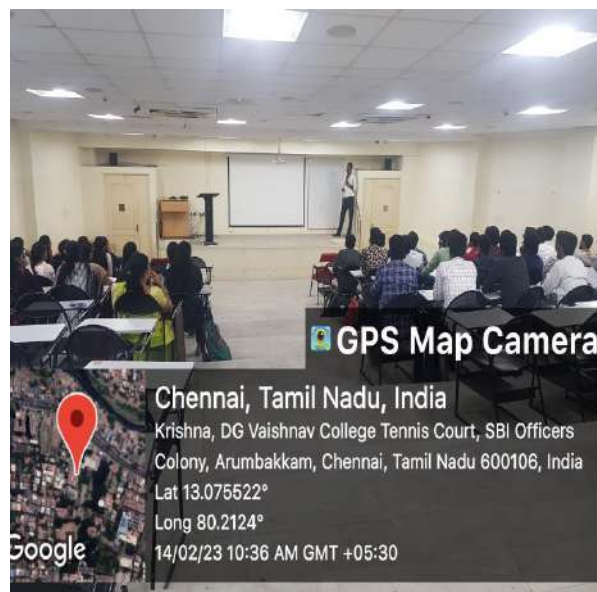 GPS Map Camera
Chennai, Tamil Nadu, India
Krishna, DG Vaishnav College Tennis Court, SBI Officers
Colony, Arumbakkam, Chennai, Tamil Nadu 600106, India
Lat 13.075522°
Long 80.2124°
14/02/23 10:36 AM GMT +05:30
Google